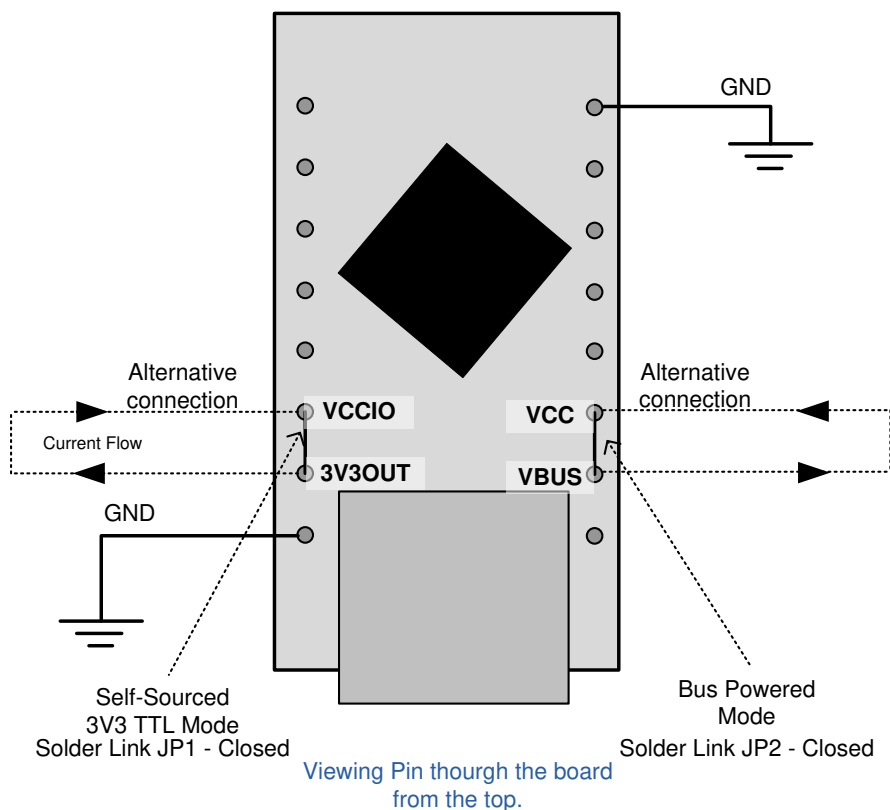 GND
Alternative
connection
Alternative
connection
VCCIO
VCC
Current Flow
3V3OUT
VBUS
GND
Self-Sourced
3V3 TTL Mode
Solder Link JP1 - Closed
Bus Powered
Mode
Solder Link JP2 - Closed
Viewing Pin thourgh the board
from the top.